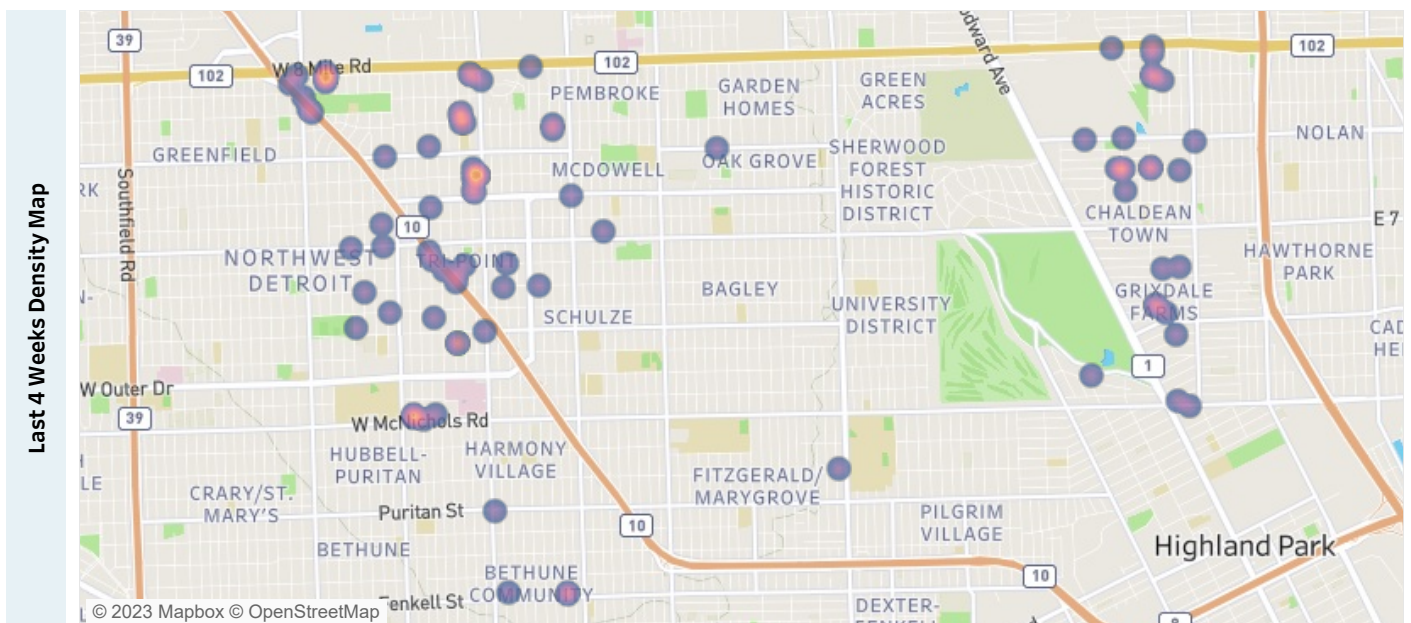 Last 4 Weeks Density Map
39
102
W 8 Mile Rd
102
102
PEMBROKE
GARDEN
HOMES
GREEN
ACRES
NOLAN
GREENFIELD
MCDOWELL
OAK GROVE
SHERWOOD
FOREST
HISTORIC
DISTRICT
Southfield Rd
10
CHALDEAN
TOWN
E 7
NORTHWEST
DETROIT
TRI-POINT
HAWTHORNE
PARK
BAGLEY
GRIXDALE
FARMS
SCHULZE
UNIVERSITY
DISTRICT
1
W Outer Dr
39
W McNichols Rd
HUBBELL-
PURITAN
HARMONY
VILLAGE
FITZGERALD/
MARYGROVE
CRARY/ST.
MARY'S
Puritan St
10
PILGRIM
VILLAGE
BETHUNE
Highland Park
BETHUNE
COMMUNITY
10
DEXTER-
© 2023 Mapbox © OpenStreetMap